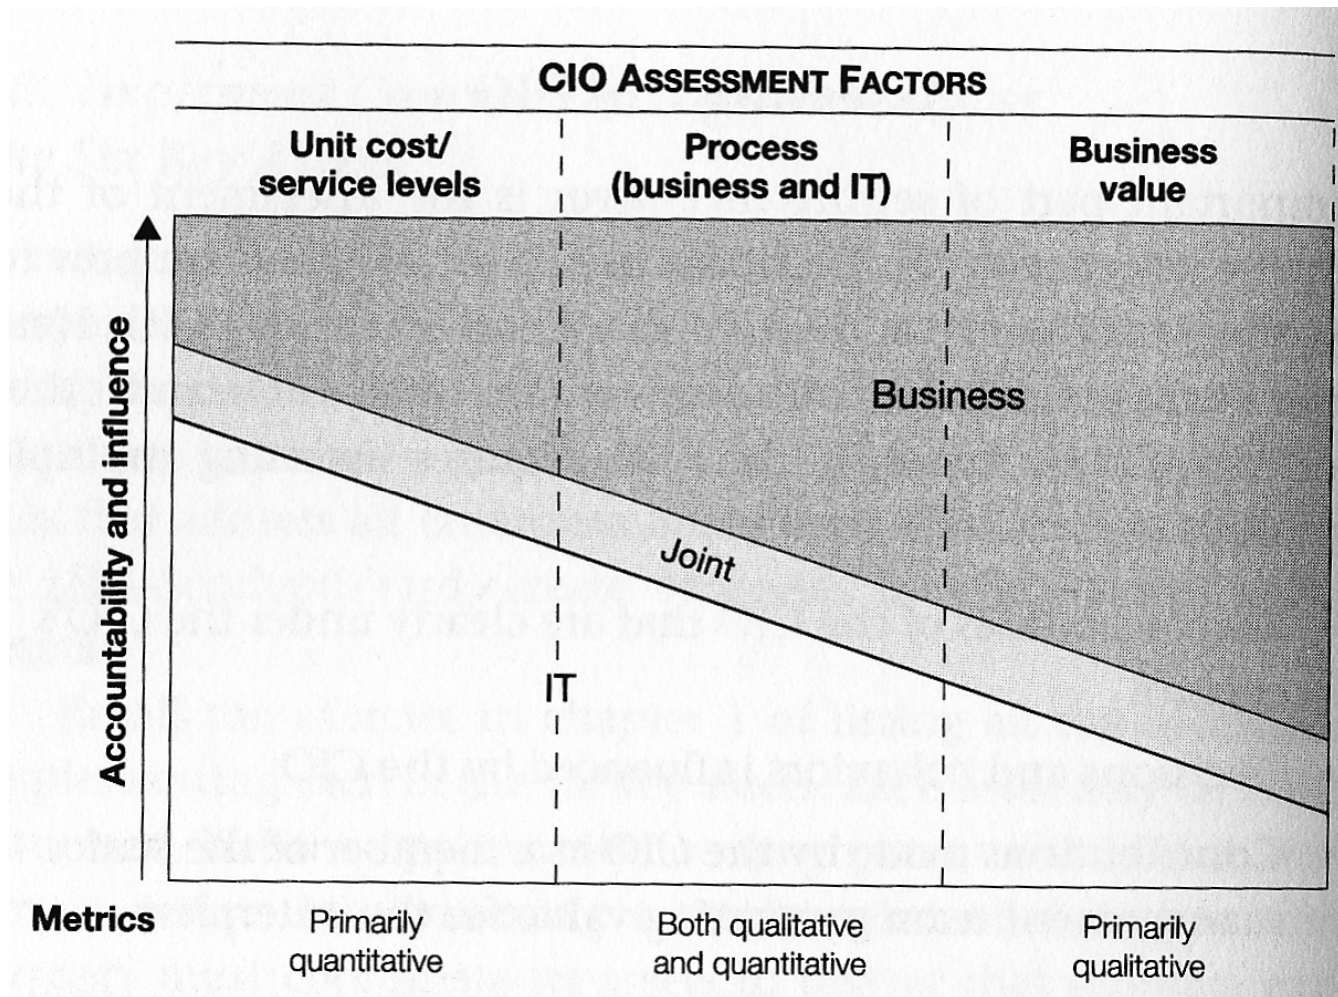 CIO ASSESSMENT FACTORS
Unit cost/
service levels
Process
(business and IT)
Business
value
Accountability and influence
Business
Joint
IT
Metrics
Primarily
quantitative
Both qualitative
and quantitative
Primarily
qualitative